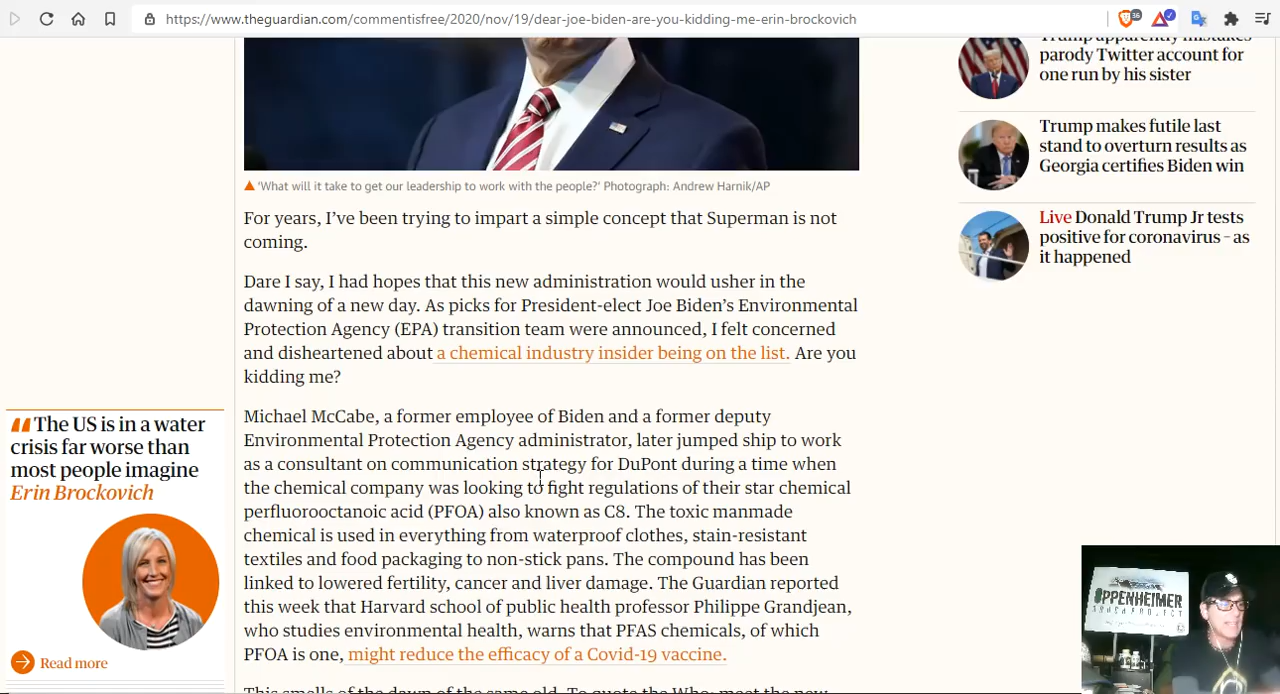 https://www.theguardian.com/commentisfree/2020/nov/19/dear-joe-biden-are-you-kidding-me-erin-brockovich
36
Trump apparently mistakes
parody Twitter account for
one run by his sister
Trump makes futile last
stand to overturn results as
Georgia certifies Biden win
Live Donald Trump Jr tests
positive for coronavirus – as
it happened
'What will it take to get our leadership to work with the people?' Photograph: Andrew Harnik/AP
For years, I've been trying to impart a simple concept that Superman is not
coming.
Dare I say, I had hopes that this new administration would usher in the
dawning of a new day. As picks for President-elect Joe Biden's Environmental
Protection Agency (EPA) transition team were announced, I felt concerned
and disheartened about a chemical industry insider being on the list. Are you
kidding me?
Michael McCabe, a former employee of Biden and a former deputy
Environmental Protection Agency administrator, later jumped ship to work
as a consultant on communication strategy for DuPont during a time when
the chemical company was looking to fight regulations of their star chemical
perfluorooctanoic acid (PFOA) also known as C8. The toxic manmade
chemical is used in everything from waterproof clothes, stain-resistant
textiles and food packaging to non-stick pans. The compound has been
linked to lowered fertility, cancer and liver damage. The Guardian reported
this week that Harvard school of public health professor Philippe Grandjean,
who studies environmental health, warns that PFAS chemicals, of which
PFOA is one, might reduce the efficacy of a Covid-19 vaccine.
This smells of the dawn of the same old. To quote the Who: meet the new
The US is in a water
crisis far worse than
most people imagine
Erin Brockovich
Read more
OPPENHEIMER